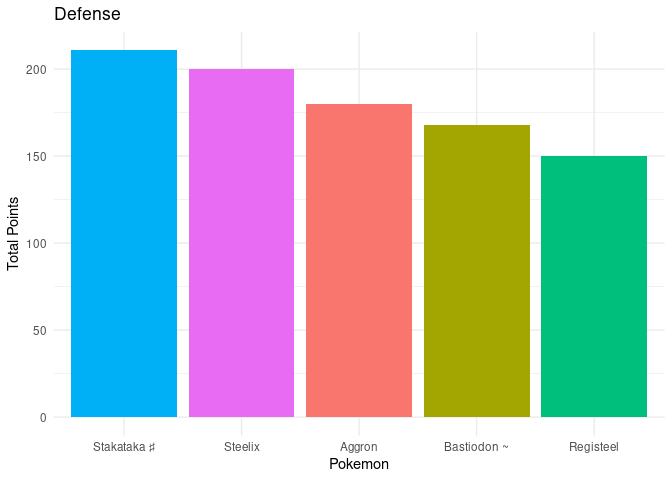 Defense
Total Points
200
150
100
50
0
Stakataka ♯ Steelix Aggron Bastiodon ~ Registeel
Pokemon